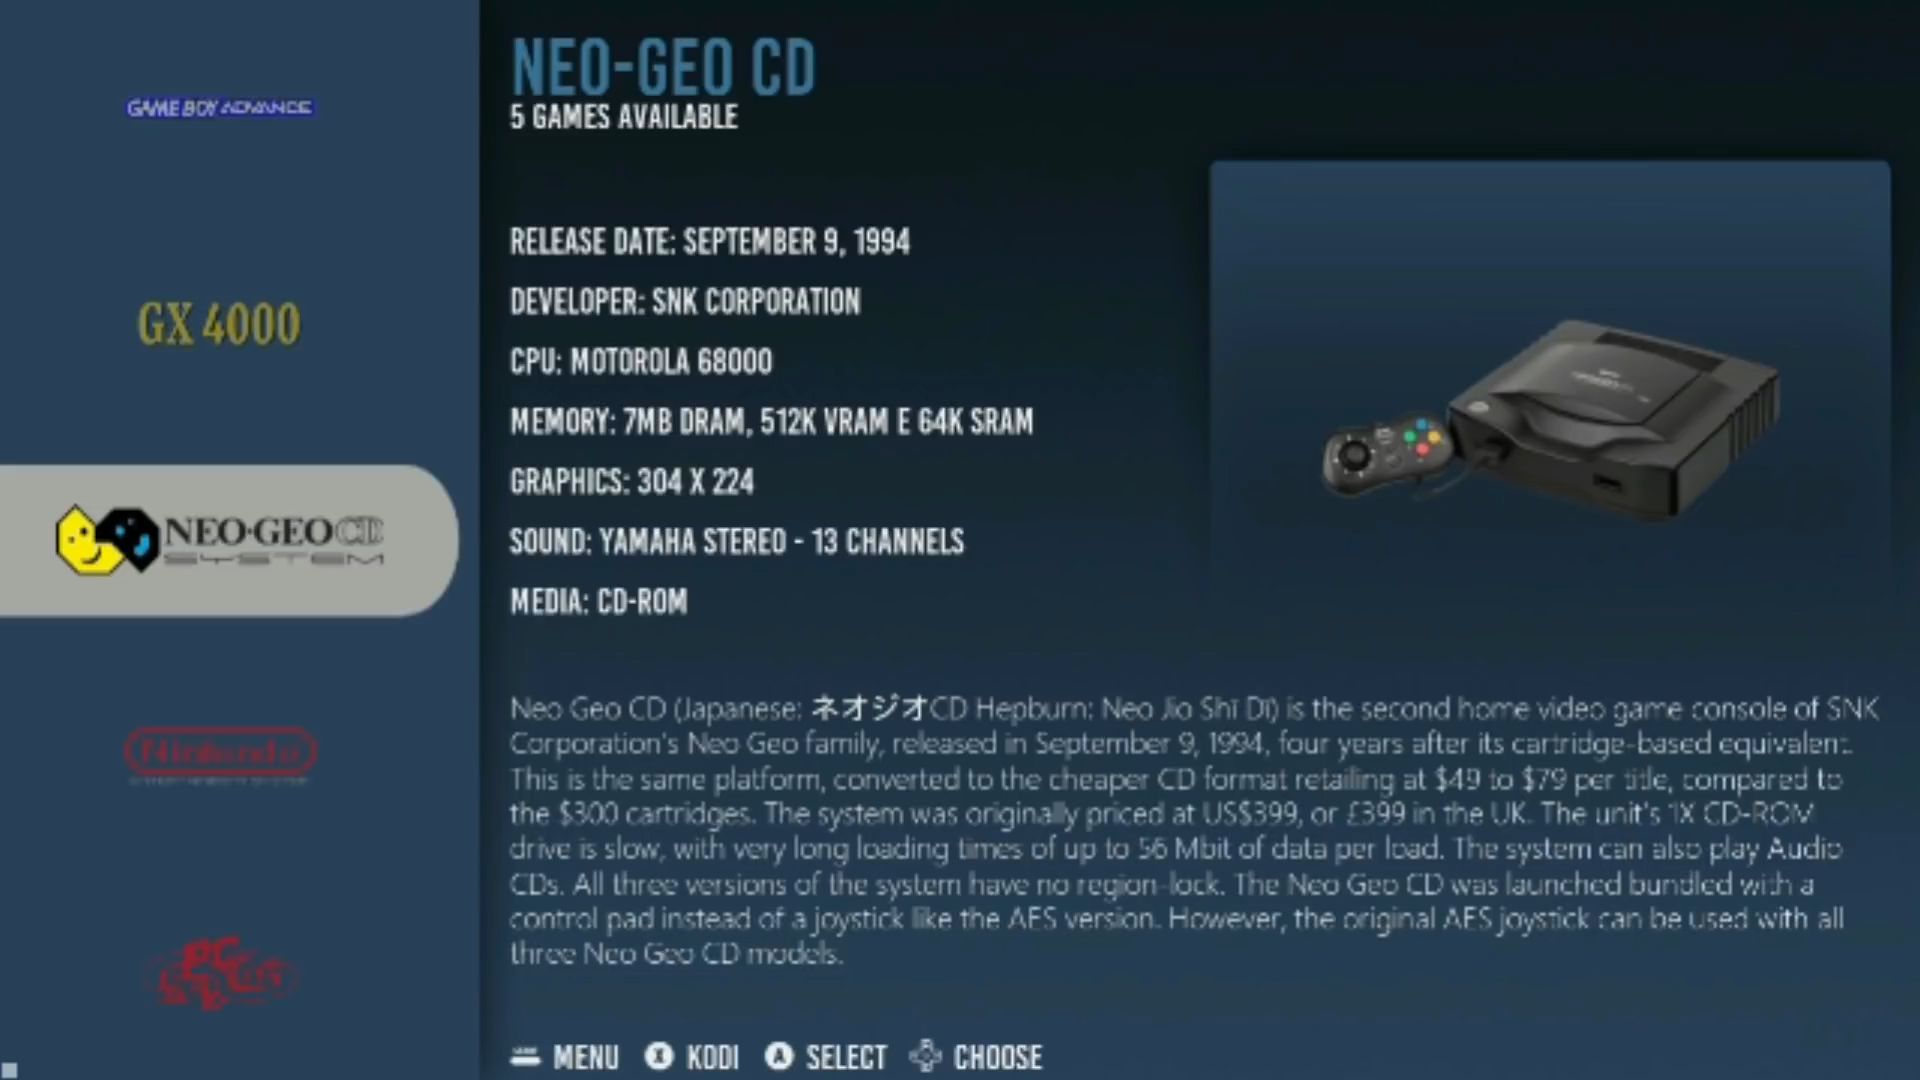 GAME BOY ADVANCE
GX 4000
NEO·GEO CD
SYSTEM
Nintendo
NEO-GEO CD
5 GAMES AVAILABLE
RELEASE DATE: SEPTEMBER 9, 1994
DEVELOPER: SNK CORPORATION
CPU: MOTOROLA 68000
MEMORY: 7MB DRAM, 512K VRAM E 64K SRAM
GRAPHICS: 304 X 224
SOUND: YAMAHA STEREO - 13 CHANNELS
MEDIA: CD-ROM
Neo Geo CD (Japanese: ネオジオCD Hepburn: Neo Jio Shī Dī) is the second home video game console of SNK
Corporation's Neo Geo family, released in September 9, 1994, four years after its cartridge-based equivalent.
This is the same platform, converted to the cheaper CD format retailing at $49 to $79 per title, compared to
the $300 cartridges. The system was originally priced at US$399, or £399 in the UK. The unit's 1X CD-ROM
drive is slow, with very long loading times of up to 56 Mbit of data per load. The system can also play Audio
CDs. All three versions of the system have no region-lock. The Neo Geo CD was launched bundled with a
control pad instead of a joystick like the AES version. However, the original AES joystick can be used with all
three Neo Geo CD models.
MENU X KODI A SELECT CHOOSE